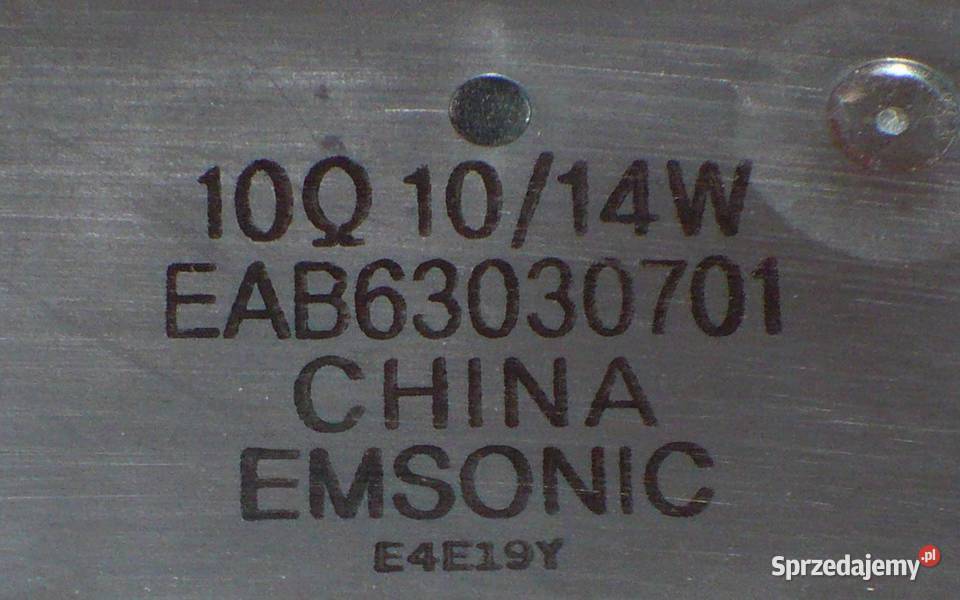 10Ω 10/14W
EAB63030701
CHINA
EMSONIC
E4E19Y
Sprzedajemy.pl